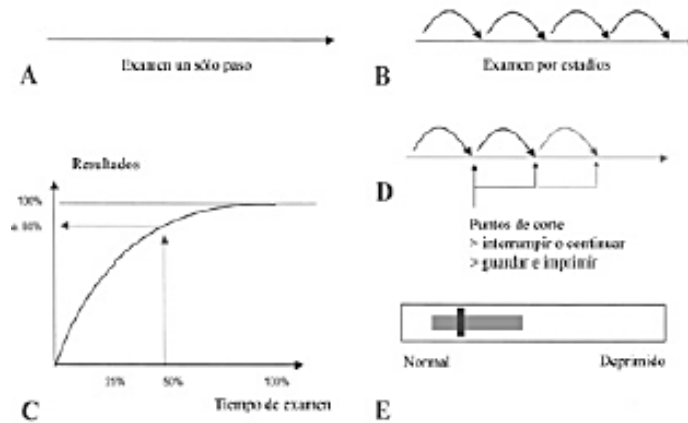 A
Examen un sólo paso
B
Examen por estadios
Resultados
100%
80%
25%
50%
100%
Tiempo de examen
C
D
Puntos de corte
> interrumpir o continuar
> guardar e imprimir
Normal
Deprimido
E